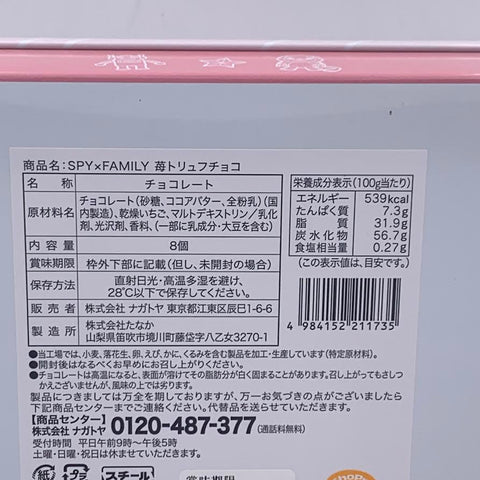 商品名:SPY×FAMILY 苺トリュフチョコ
名称 チョコレート
原材料名 チョコレート(砂糖、ココアバター、全粉乳)(国
内製造)、乾燥いちご、マルトデキストリン/乳化
剤、光沢剤、香料、(一部に乳成分・大豆を含む)
内容量 8個
賞味期限 枠外下部に記載(但し、未開封の場合)
保存方法 直射日光・高温多湿を避け、
28℃以下で保存してください。
販売者 株式会社 ナガトヤ 東京都江東区辰巳1-6-6
製造所 株式会社たなか
山梨県笛吹市境川町藤垈字八乙女3270-1
栄養成分表示(100g当たり)
エネルギー 539kcal
たんぱく質 7.3g
脂質 31.9g
炭水化物 56.7g
食塩相当量 0.27g
(この表示値は、目安です。)
4 984152 211735
●当工場では、小麦、落花生、卵、えび、かに、くるみを含む製品を加工・生産しています(特定原材料)。
●開封後はなるべくお早めにお召し上がりください。
●チョコレートは高温になると、表面が溶けてその脂肪分が白く固まることがあります。召し上がってもさしつ
かえございませんが、風味の上では劣ります。
製品につきましては万全を期しておりますが、万一お気づきの点がございましたら
下記商品センターまでご連絡ください。代替品を送らせていただきます。
【商品センター】
株式会社 ナガトヤ 0120-487-377(通話料無料)
受付時間 平日午前9時~午後5時
土曜・日曜・祝日は休ませていただきます。
紙 プラ スチール
賞味期限